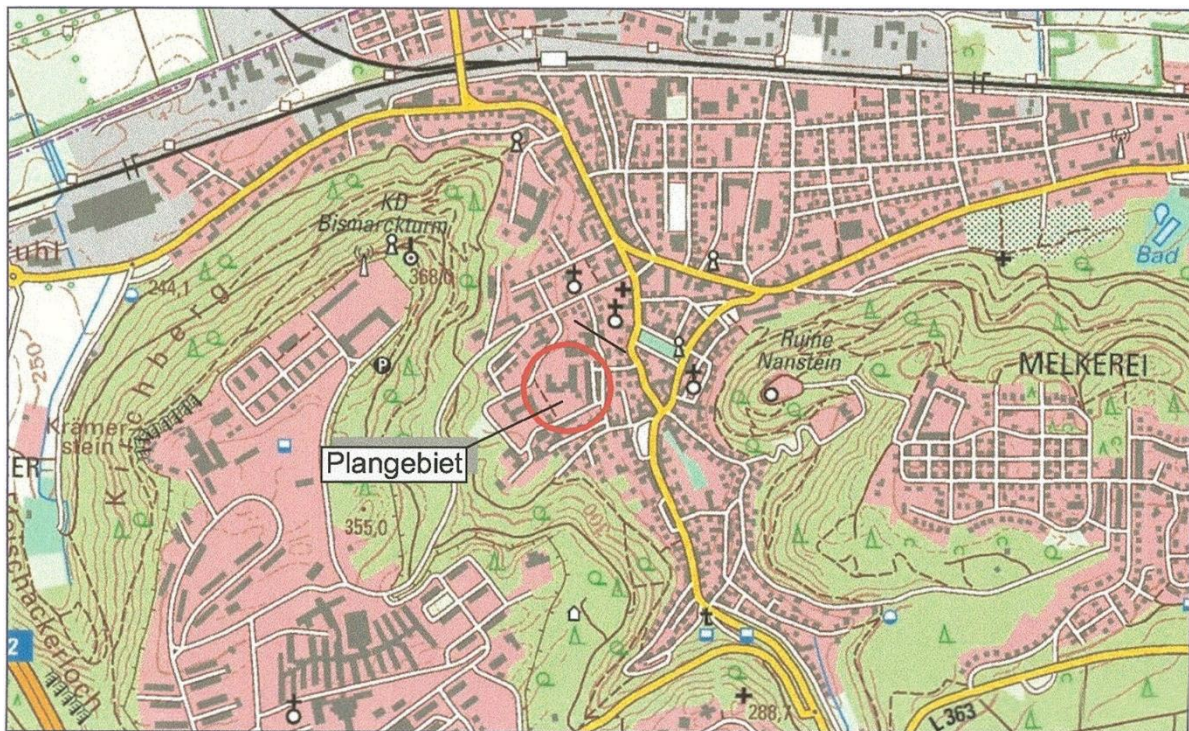 KD
Bismarckturm
368,0
244,1
250
Kirchberg
Krämer-
stein
Ruine
Nanstein
MELKEREI
Bad
P
Plangebiet
355,0
300
2
288,7
L 363